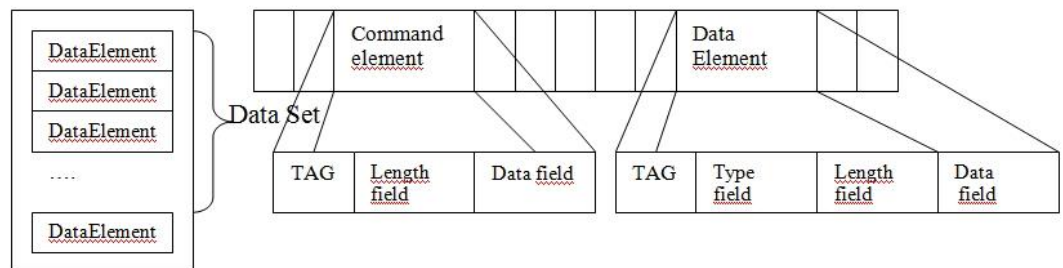 DataElement
DataElement
DataElement
....
DataElement
Data Set
Command
element
Data
Element
TAG
Length
field
Data field
TAG
Type
field
Length
field
Data
field